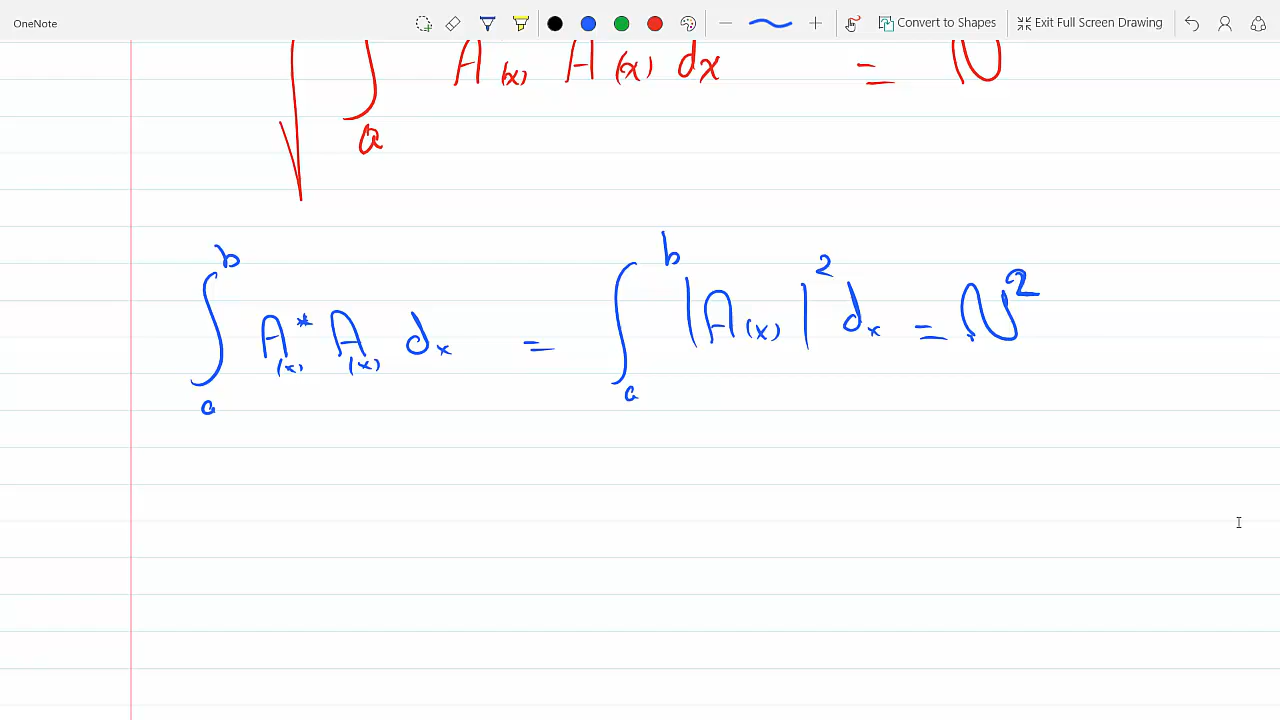 OneNote Convert to Shapes Exit Full Screen Drawing
√ ∫ₐ A(x) A(x) dx = N
∫ₐᵇ A*(x) A(x) dx = ∫ₐᵇ |A(x)|² dx = N²